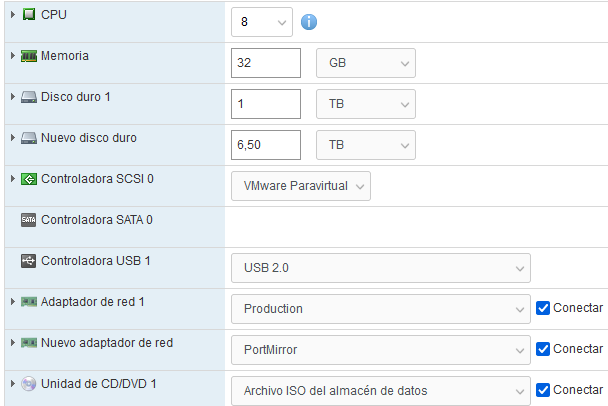 CPU 8
Memoria 32 GB
Disco duro 1 1 TB
Nuevo disco duro 6,50 TB
Controladora SCSI 0 VMware Paravirtual
SATA Controladora SATA 0
Controladora USB 1 USB 2.0
Adaptador de red 1 Production Conectar
Nuevo adaptador de red PortMirror Conectar
Unidad de CD/DVD 1 Archivo ISO del almacén de datos Conectar